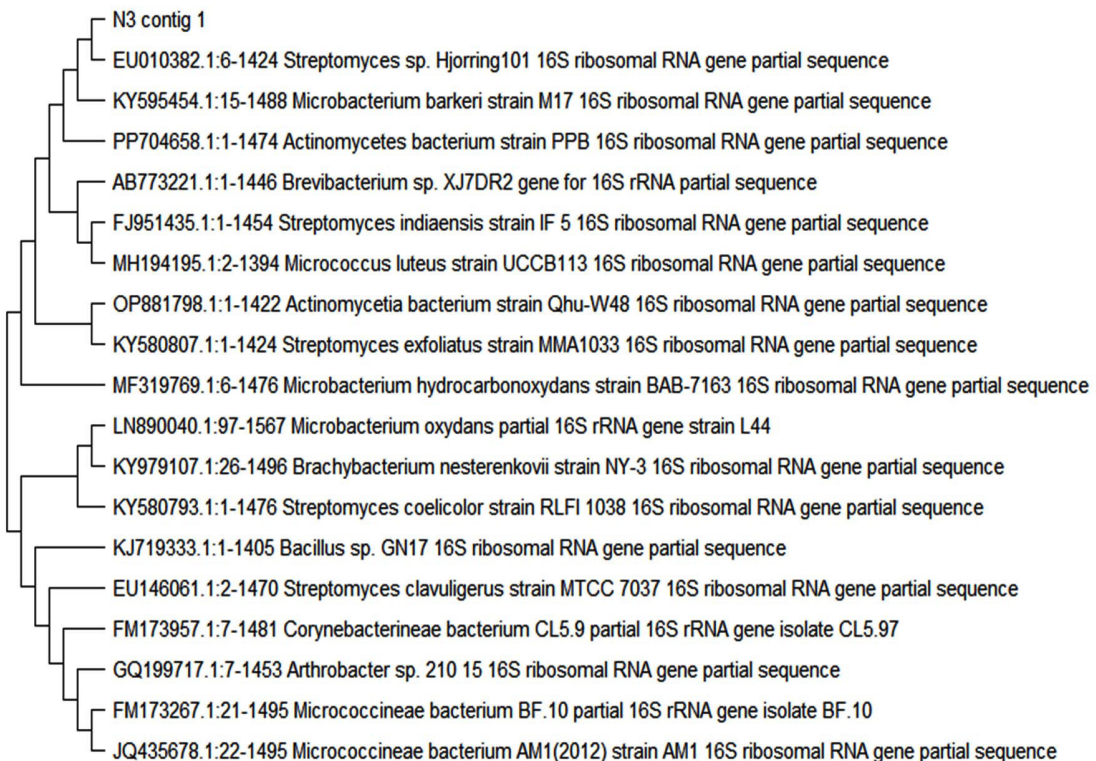 N3 contig 1
EU010382.1:6-1424 Streptomyces sp. Hjorring101 16S ribosomal RNA gene partial sequence
KY595454.1:15-1488 Microbacterium barkeri strain M17 16S ribosomal RNA gene partial sequence
PP704658.1:1-1474 Actinomycetes bacterium strain PPB 16S ribosomal RNA gene partial sequence
AB773221.1:1-1446 Brevibacterium sp. XJ7DR2 gene for 16S rRNA partial sequence
FJ951435.1:1-1454 Streptomyces indiaensis strain IF 5 16S ribosomal RNA gene partial sequence
MH194195.1:2-1394 Micrococcus luteus strain UCCB113 16S ribosomal RNA gene partial sequence
OP881798.1:1-1422 Actinomycetia bacterium strain Qhu-W48 16S ribosomal RNA gene partial sequence
KY580807.1:1-1424 Streptomyces exfoliatus strain MMA1033 16S ribosomal RNA gene partial sequence
MF319769.1:6-1476 Microbacterium hydrocarbonoxydans strain BAB-7163 16S ribosomal RNA gene partial sequence
LN890040.1:97-1567 Microbacterium oxydans partial 16S rRNA gene strain L44
KY979107.1:26-1496 Brachybacterium nesterenkovii strain NY-3 16S ribosomal RNA gene partial sequence
KY580793.1:1-1476 Streptomyces coelicolor strain RLFI 1038 16S ribosomal RNA gene partial sequence
KJ719333.1:1-1405 Bacillus sp. GN17 16S ribosomal RNA gene partial sequence
EU146061.1:2-1470 Streptomyces clavuligerus strain MTCC 7037 16S ribosomal RNA gene partial sequence
FM173957.1:7-1481 Corynebacterineae bacterium CL5.9 partial 16S rRNA gene isolate CL5.97
GQ199717.1:7-1453 Arthrobacter sp. 210 15 16S ribosomal RNA gene partial sequence
FM173267.1:21-1495 Micrococcineae bacterium BF.10 partial 16S rRNA gene isolate BF.10
JQ435678.1:22-1495 Micrococcineae bacterium AM1(2012) strain AM1 16S ribosomal RNA gene partial sequence